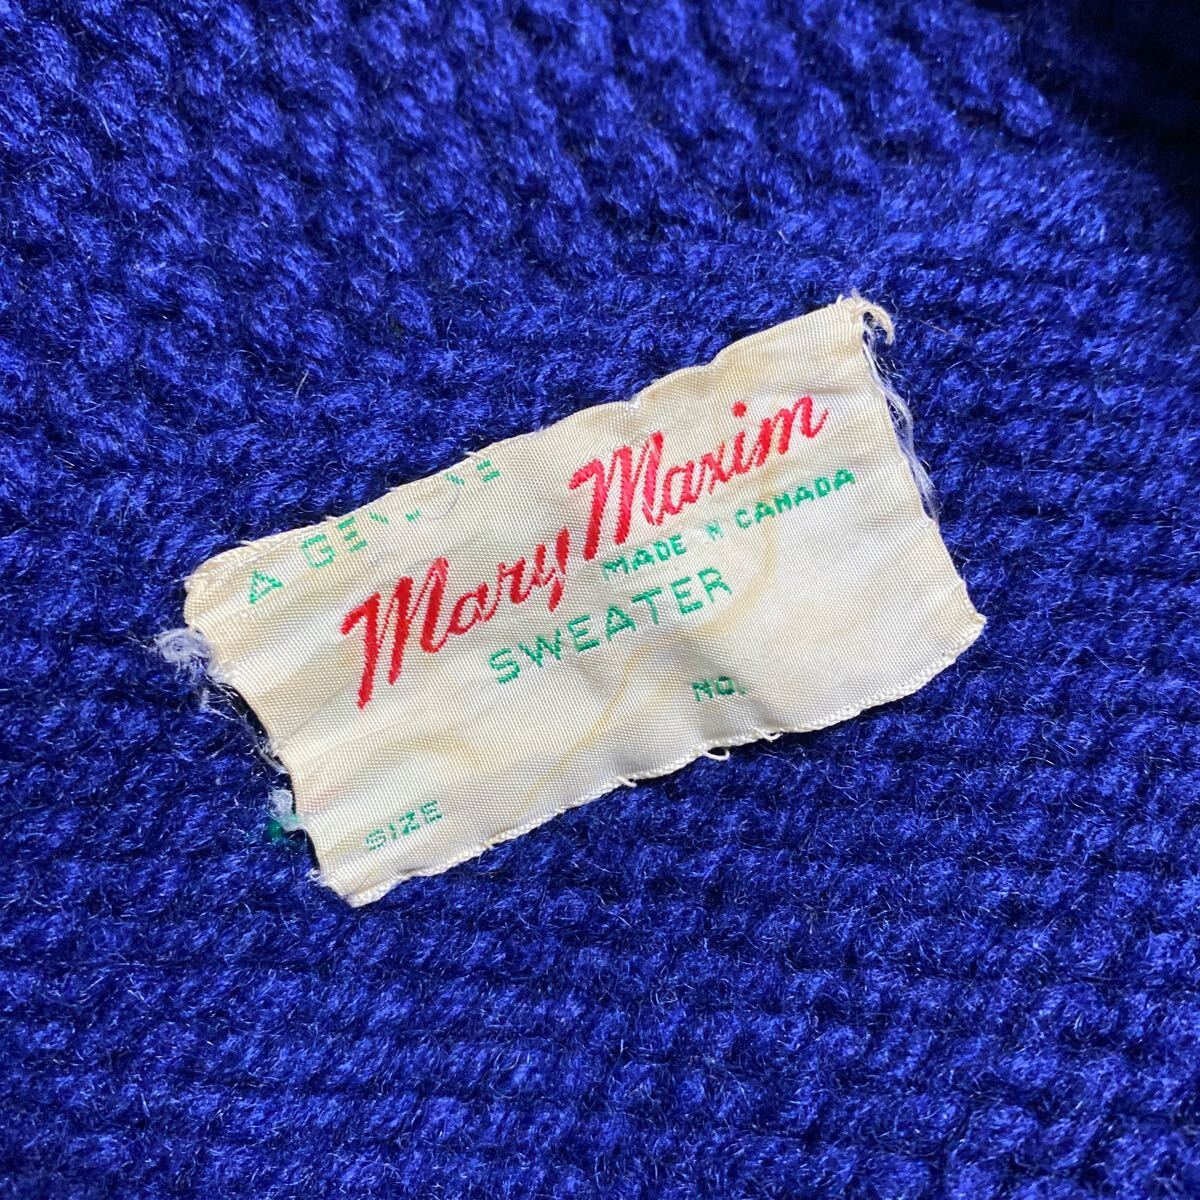 A
Mary Maxim
MADE IN CANADA
SWEATER
NO.
SIZE